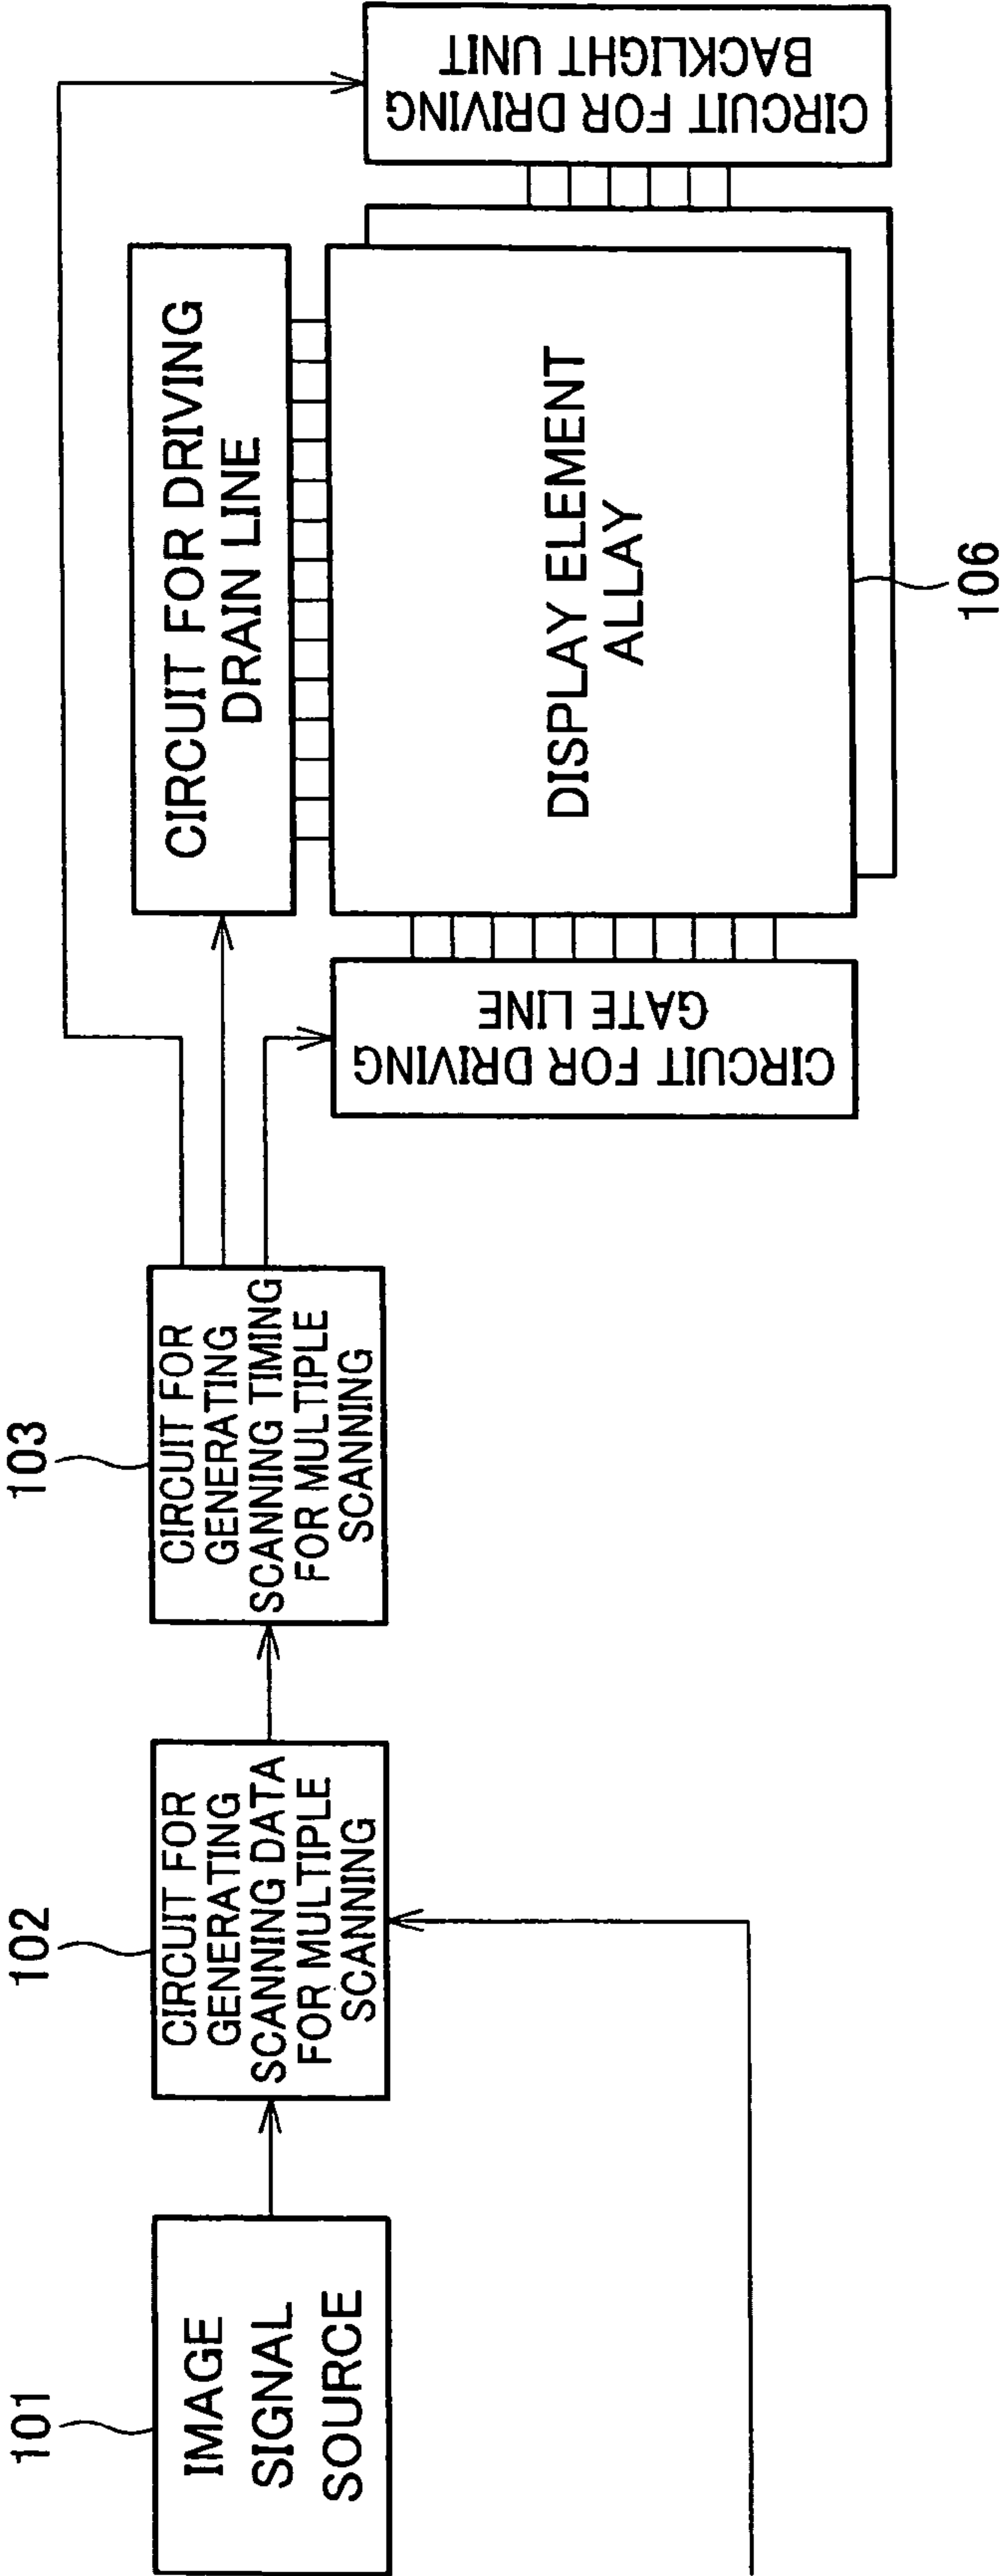 101
IMAGE
SIGNAL
SOURCE
102
CIRCUIT FOR
GENERATING
SCANNING DATA
FOR MULTIPLE
SCANNING
103
CIRCUIT FOR
GENERATING
SCANNING TIMING
FOR MULTIPLE
SCANNING
CIRCUIT FOR DRIVING
GATE LINE
CIRCUIT FOR DRIVING
DRAIN LINE
DISPLAY ELEMENT
ALLAY
106
CIRCUIT FOR DRIVING
BACKLIGHT UNIT